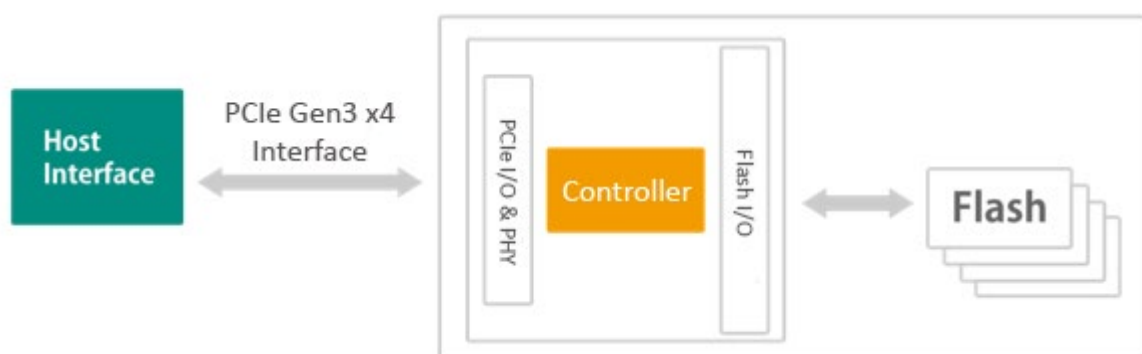 Host
Interface
PCIe Gen3 x4
Interface
PCIe I/O & PHY
Controller
Flash I/O
Flash